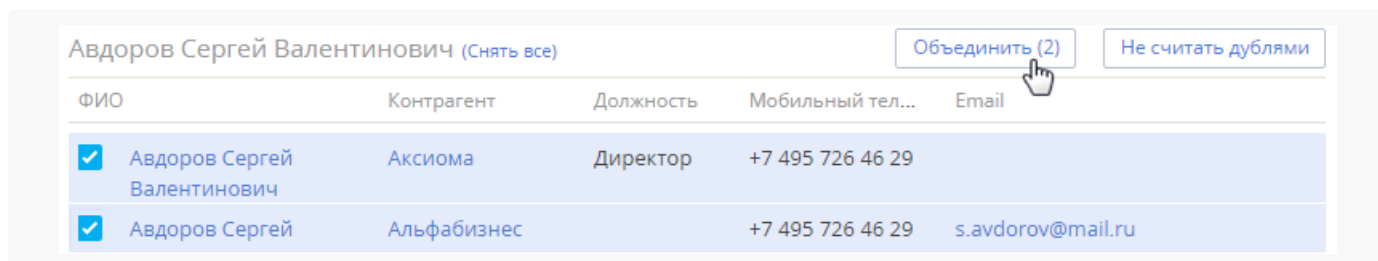 Авдоров Сергей Валентинович (Снять все) Объединить (2) Не считать дублями
ФИО Контрагент Должность Мобильный тел... Email
Авдоров Сергей Аксиома Директор +7 495 726 46 29
Валентинович
Авдоров Сергей Альфабизнес +7 495 726 46 29 s.avdorov@mail.ru